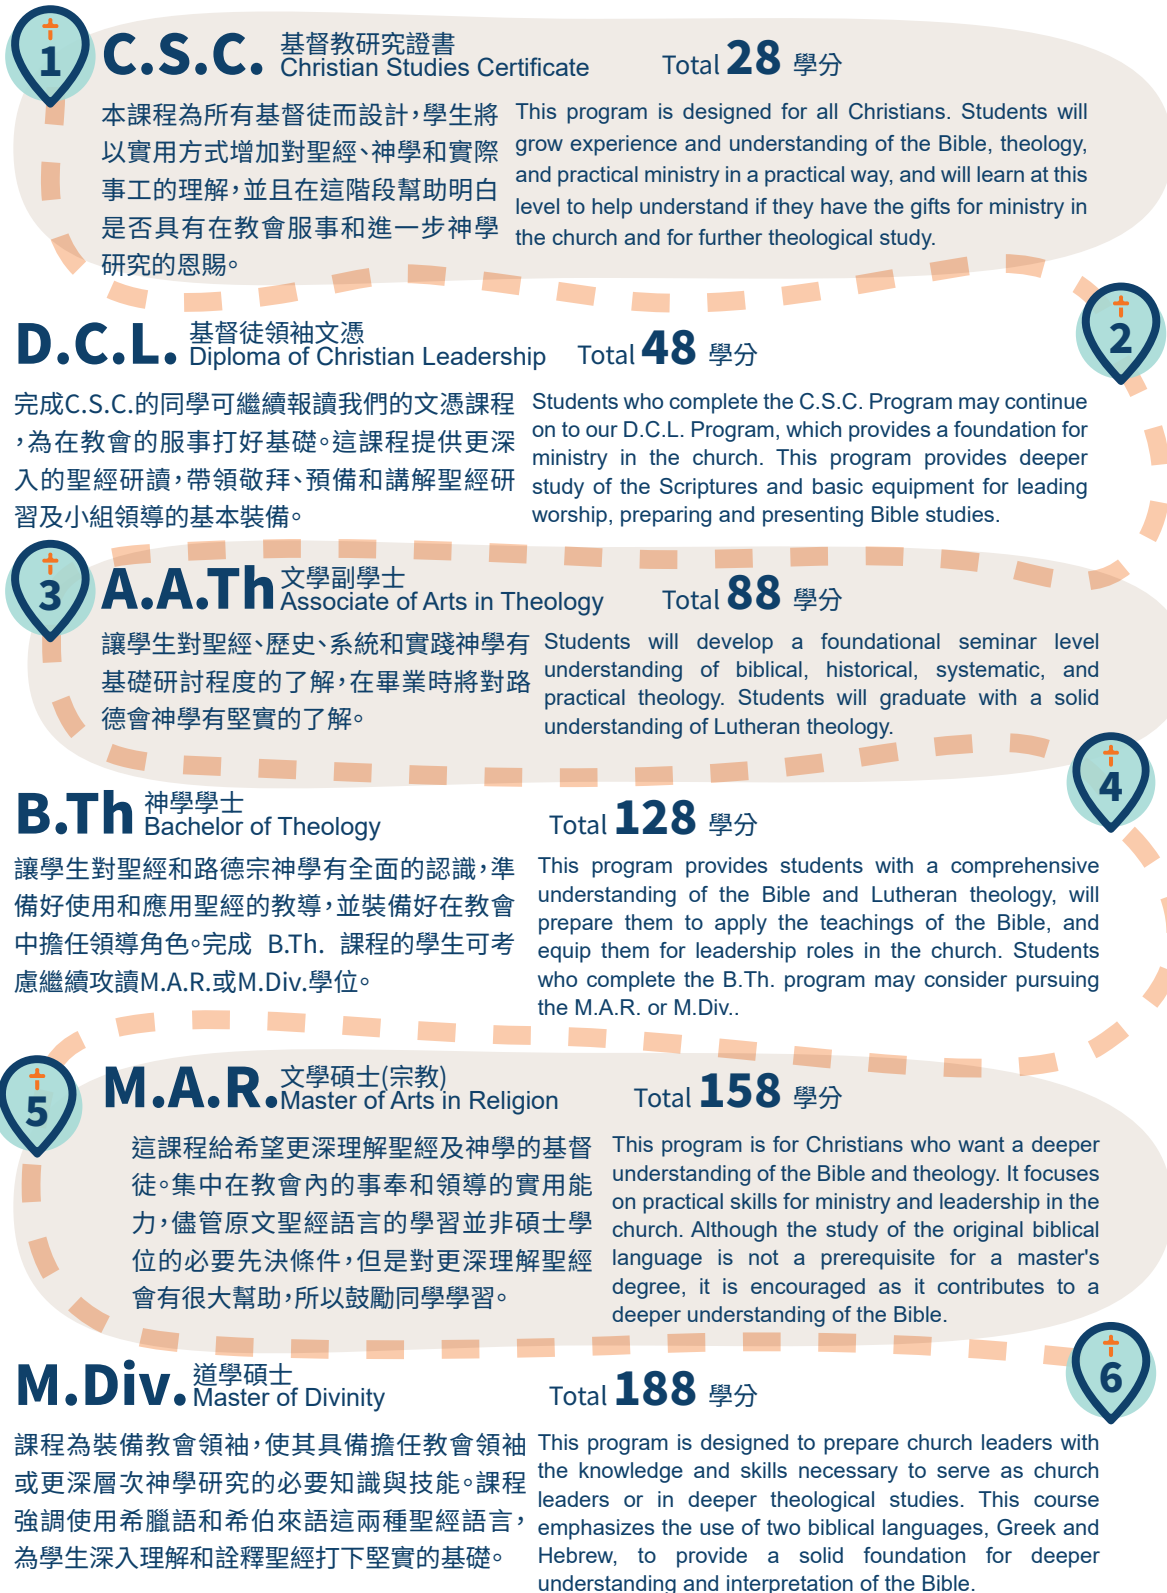 1
C.S.C. 基督教研究證書
Christian Studies Certificate
Total 28 學分
本課程為所有基督徒而設計,學生將
以實用方式增加對聖經、神學和實際
事工的理解,並且在這階段幫助明白
是否具有在教會服事和進一步神學
研究的恩賜。
This program is designed for all Christians. Students will
grow experience and understanding of the Bible, theology,
and practical ministry in a practical way, and will learn at this
level to help understand if they have the gifts for ministry in
the church and for further theological study.
2
D.C.L. 基督徒領袖文憑
Diploma of Christian Leadership
Total 48 學分
完成C.S.C.的同學可繼續報讀我們的文憑課程
,為在教會的服事打好基礎。這課程提供更深
入的聖經研讀,帶領敬拜、預備和講解聖經研
習及小組領導的基本裝備。
Students who complete the C.S.C. Program may continue
on to our D.C.L. Program, which provides a foundation for
ministry in the church. This program provides deeper
study of the Scriptures and basic equipment for leading
worship, preparing and presenting Bible studies.
3
A.A.Th 文學副學士
Associate of Arts in Theology
Total 88 學分
讓學生對聖經、歷史、系統和實踐神學有
基礎研討程度的了解,在畢業時將對路
德會神學有堅實的了解。
Students will develop a foundational seminar level
understanding of biblical, historical, systematic, and
practical theology. Students will graduate with a solid
understanding of Lutheran theology.
4
B.Th 神學學士
Bachelor of Theology
Total 128 學分
讓學生對聖經和路德宗神學有全面的認識,準
備好使用和應用聖經的教導,並裝備好在教會
中擔任領導角色。完成 B.Th. 課程的學生可考
慮繼續攻讀M.A.R.或M.Div.學位。
This program provides students with a comprehensive
understanding of the Bible and Lutheran theology, will
prepare them to apply the teachings of the Bible, and
equip them for leadership roles in the church. Students
who complete the B.Th. program may consider pursuing
the M.A.R. or M.Div..
5
M.A.R. 文學碩士(宗教)
Master of Arts in Religion
Total 158 學分
這課程給希望更深理解聖經及神學的基督
徒。集中在教會內的事奉和領導的實用能
力,儘管原文聖經語言的學習並非碩士學
位的必要先決條件,但是對更深理解聖經
會有很大幫助,所以鼓勵同學學習。
This program is for Christians who want a deeper
understanding of the Bible and theology. It focuses
on practical skills for ministry and leadership in the
church. Although the study of the original biblical
language is not a prerequisite for a master's
degree, it is encouraged as it contributes to a
deeper understanding of the Bible.
6
M.Div. 道學碩士
Master of Divinity
Total 188 學分
課程為裝備教會領袖,使其具備擔任教會領袖
或更深層次神學研究的必要知識與技能。課程
強調使用希臘語和希伯來語這兩種聖經語言,
為學生深入理解和詮釋聖經打下堅實的基礎。
This program is designed to prepare church leaders with
the knowledge and skills necessary to serve as church
leaders or in deeper theological studies. This course
emphasizes the use of two biblical languages, Greek and
Hebrew, to provide a solid foundation for deeper
understanding and interpretation of the Bible.